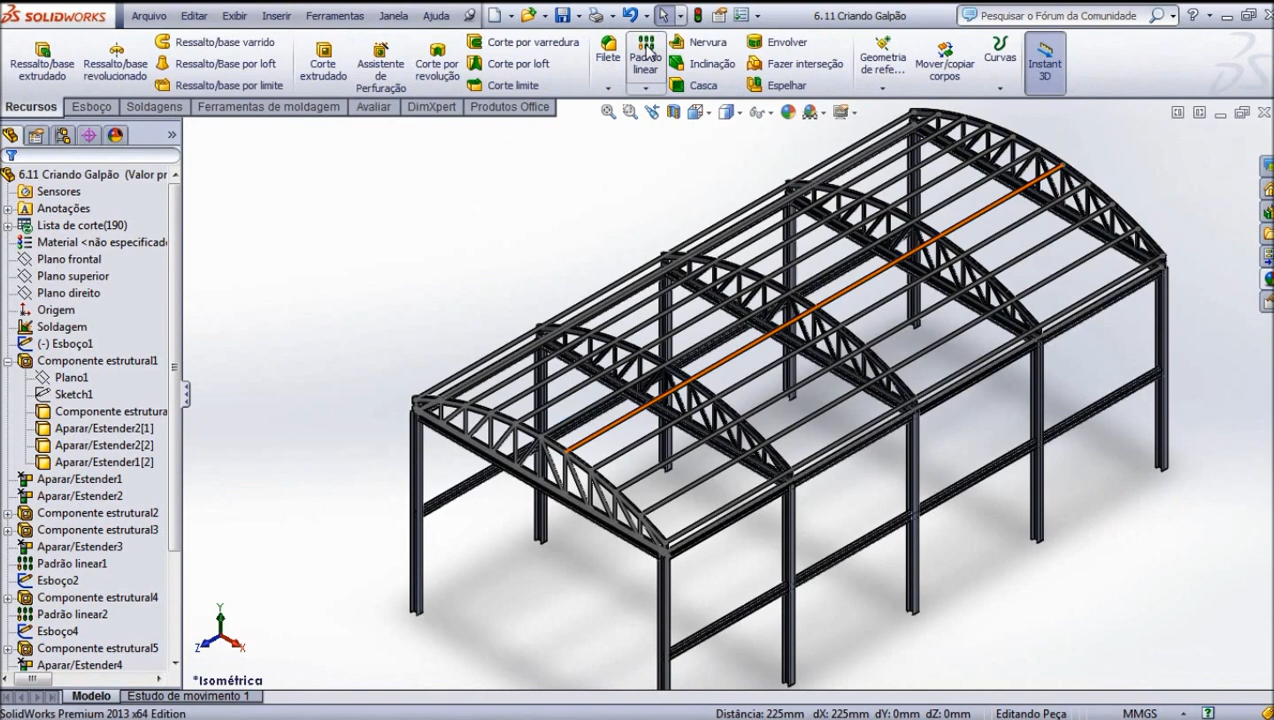 SOLIDWORKS Arquivo Editar Exibir Inserir Ferramentas Janela Ajuda 6.11 Criando Galpão Pesquisar o Fórum da Comunidade
Ressalto/base extrudado
Ressalto/base revolucionado
Ressalto/base varrido
Ressalto/base por loft
Ressalto/base por limite
Corte extrudado
Assistente de Perfuração
Corte por revolução
Corte por varredura
Corte por loft
Corte limite
Filete
Padrão linear
Nervura
Inclinação
Casca
Envolver
Fazer interseção
Espelhar
Geometria de refe...
Mover/copiar corpos
Curvas
Instant 3D
Recursos Esboço Soldagens Ferramentas de moldagem Avaliar DimXpert Produtos Office
6.11 Criando Galpão (Valor pr
Sensores
Anotações
Lista de corte(190)
Material <não especificado
Plano frontal
Plano superior
Plano direito
Origem
Soldagem
(-) Esboço1
Componente estrutural1
Plano1
Sketch1
Componente estrutura
Aparar/Estender2[1]
Aparar/Estender2[2]
Aparar/Estender1[2]
Aparar/Estender1
Aparar/Estender2
Componente estrutural2
Componente estrutural3
Aparar/Estender3
Padrão linear1
Esboço2
Componente estrutural4
Padrão linear2
Esboço4
Componente estrutural5
Aparar/Estender4
Y
Z
X
*Isométrica
Modelo Estudo de movimento 1
SolidWorks Premium 2013 x64 Edition Distância: 225mm dX: 225mm dY: 0mm dZ: 0mm Editando Peça MMGS